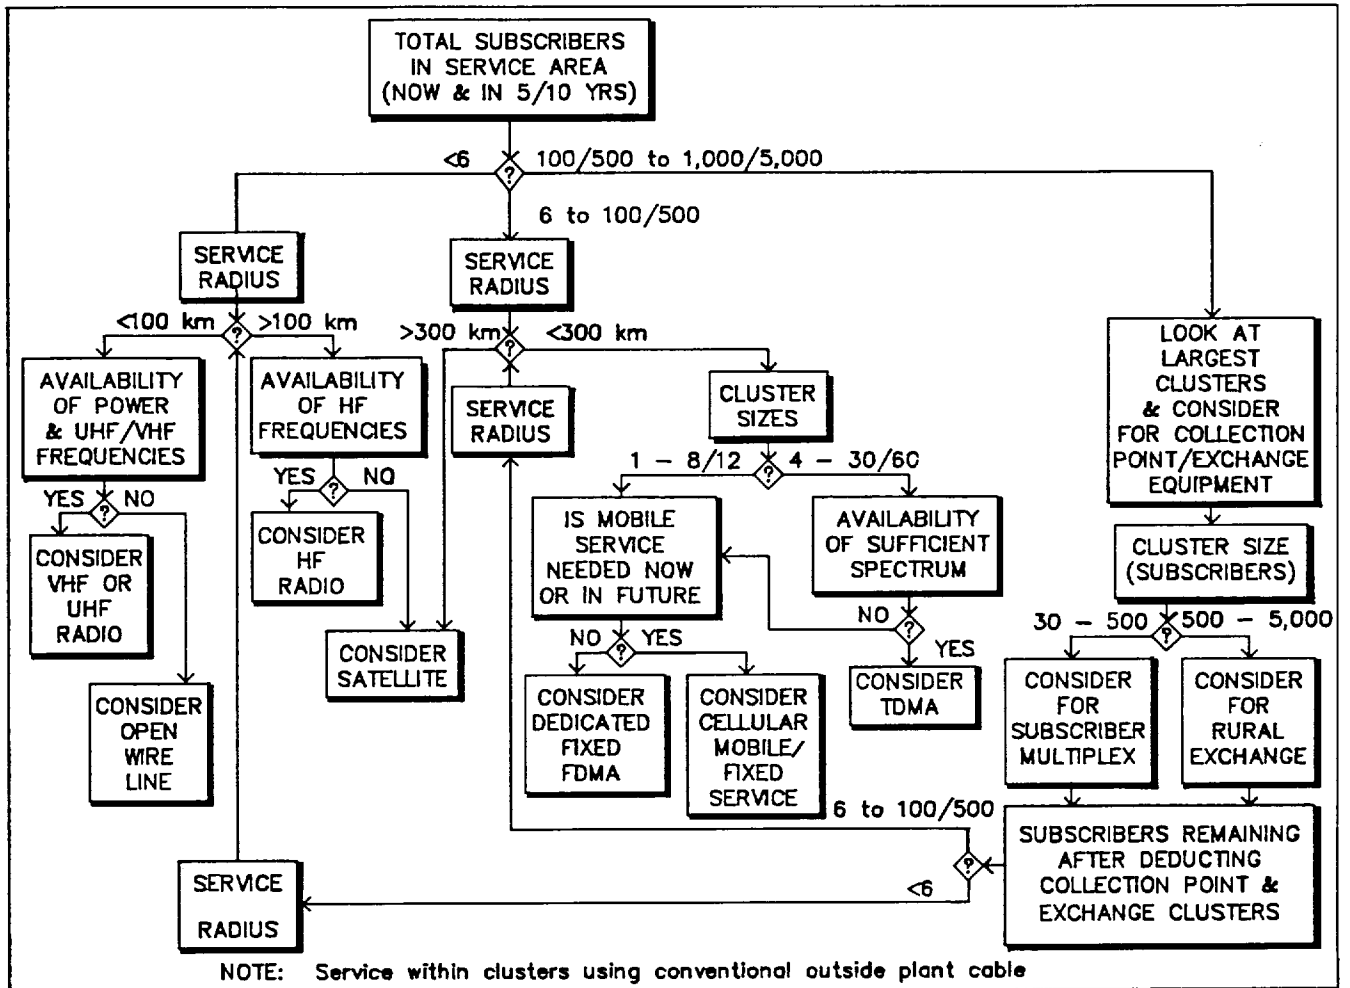 TOTAL SUBSCRIBERS
IN SERVICE AREA
(NOW & IN 5/10 YRS)
<6
?
100/500 to 1,000/5,000
6 to 100/500
SERVICE
RADIUS
<100 km
?
>100 km
AVAILABILITY
OF POWER
& UHF/VHF
FREQUENCIES
YES
?
NO
CONSIDER
VHF OR
UHF
RADIO
CONSIDER
OPEN
WIRE
LINE
AVAILABILITY
OF HF
FREQUENCIES
YES
?
NO
CONSIDER
HF
RADIO
CONSIDER
SATELLITE
SERVICE
RADIUS
>300 km
?
<300 km
SERVICE
RADIUS
CLUSTER
SIZES
1 - 8/12
?
4 - 30/60
IS MOBILE
SERVICE
NEEDED NOW
OR IN FUTURE
NO
?
YES
CONSIDER
DEDICATED
FIXED
FDMA
CONSIDER
CELLULAR
MOBILE/
FIXED
SERVICE
AVAILABILITY
OF SUFFICIENT
SPECTRUM
NO
?
YES
CONSIDER
TDMA
LOOK AT
LARGEST
CLUSTERS
& CONSIDER
FOR COLLECTION
POINT/EXCHANGE
EQUIPMENT
CLUSTER SIZE
(SUBSCRIBERS)
30 - 500
?
500 - 5,000
CONSIDER
FOR
SUBSCRIBER
MULTIPLEX
CONSIDER
FOR
RURAL
EXCHANGE
SUBSCRIBERS REMAINING
AFTER DEDUCTING
COLLECTION POINT &
EXCHANGE CLUSTERS
6 to 100/500
?
<6
SERVICE
RADIUS
NOTE: Service within clusters using conventional outside plant cable